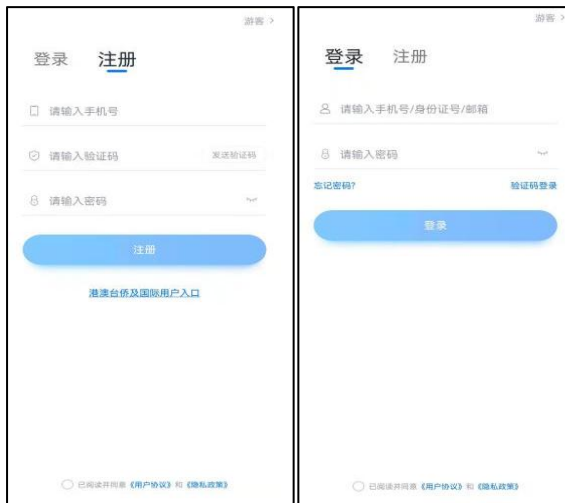 游客 >
登录 注册
请输入手机号
请输入验证码 发送验证码
请输入密码
注册
港澳台侨及国际用户入口
已阅读并同意《用户协议》和《隐私政策》
游客 >
登录 注册
请输入手机号/身份证号/邮箱
请输入密码
忘记密码? 验证码登录
登录
已阅读并同意《用户协议》和《隐私政策》